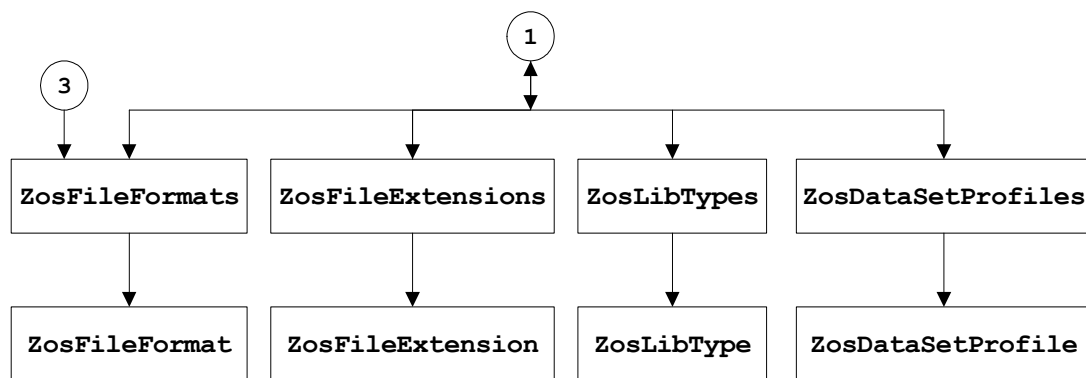 1
3
ZosFileFormats
ZosFileExtensions
ZosLibTypes
ZosDataSetProfiles
ZosFileFormat
ZosFileExtension
ZosLibType
ZosDataSetProfile